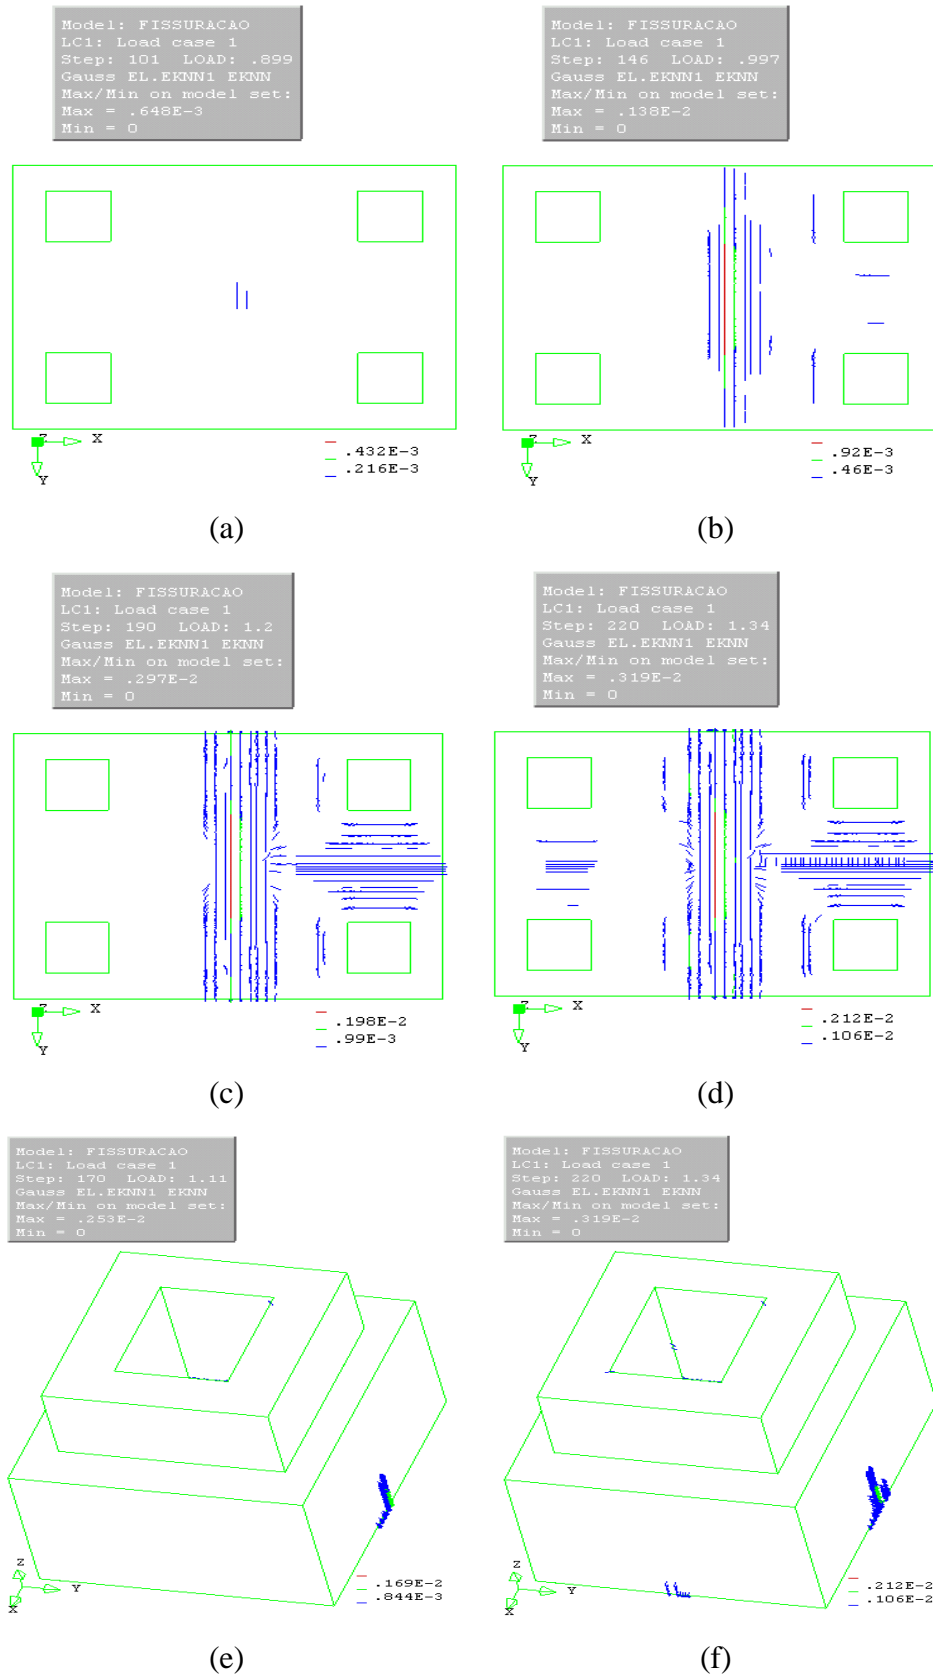 Model: FISSURACAO
LC1: Load case 1
Step: 101 LOAD: .899
Gauss EL.EKNN1 EKNN
Max/Min on model set:
Max = .648E-3
Min = 0
Z X
Y
.432E-3
.216E-3
(a)
Model: FISSURACAO
LC1: Load case 1
Step: 146 LOAD: .997
Gauss EL.EKNN1 EKNN
Max/Min on model set:
Max = .138E-2
Min = 0
Z X
Y
.92E-3
.46E-3
(b)
Model: FISSURACAO
LC1: Load case 1
Step: 190 LOAD: 1.2
Gauss EL.EKNN1 EKNN
Max/Min on model set:
Max = .297E-2
Min = 0
Z X
Y
.198E-2
.99E-3
(c)
Model: FISSURACAO
LC1: Load case 1
Step: 220 LOAD: 1.34
Gauss EL.EKNN1 EKNN
Max/Min on model set:
Max = .319E-2
Min = 0
Z X
Y
.212E-2
.106E-2
(d)
Model: FISSURACAO
LC1: Load case 1
Step: 170 LOAD: 1.11
Gauss EL.EKNN1 EKNN
Max/Min on model set:
Max = .253E-2
Min = 0
Z
Y
X
.169E-2
.844E-3
(e)
Model: FISSURACAO
LC1: Load case 1
Step: 220 LOAD: 1.34
Gauss EL.EKNN1 EKNN
Max/Min on model set:
Max = .319E-2
Min = 0
Z
Y
X
.212E-2
.106E-2
(f)